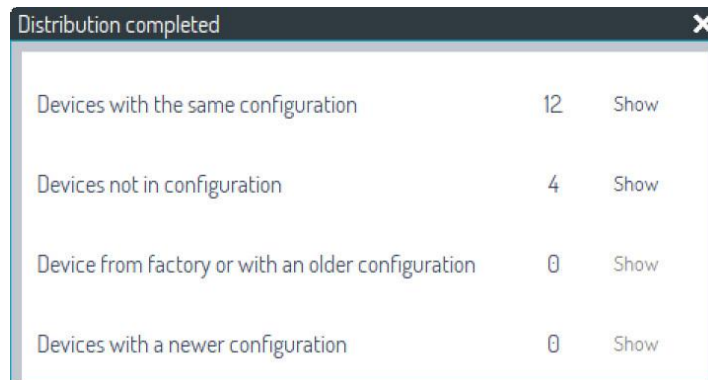 Distribution completed
Devices with the same configuration 12 Show
Devices not in configuration 4 Show
Device from factory or with an older configuration 0 Show
Devices with a newer configuration 0 Show